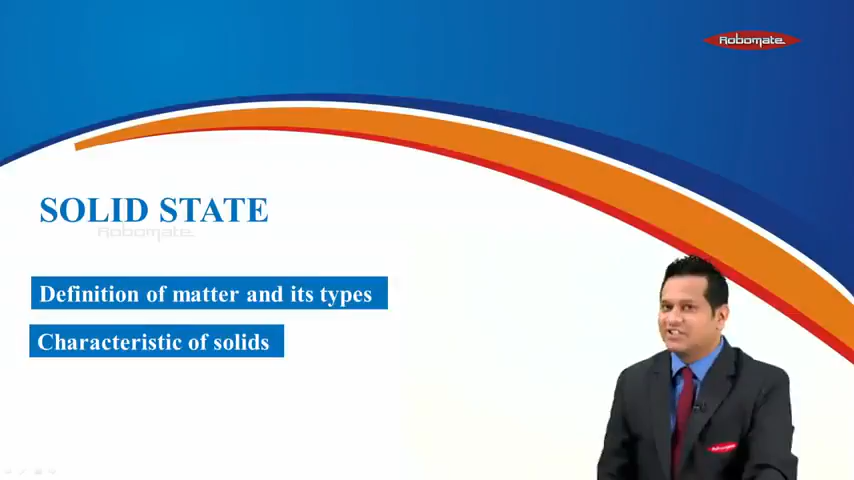 Robomate
SOLID STATE
Robomate
Definition of matter and its types
Characteristic of solids
Robomate